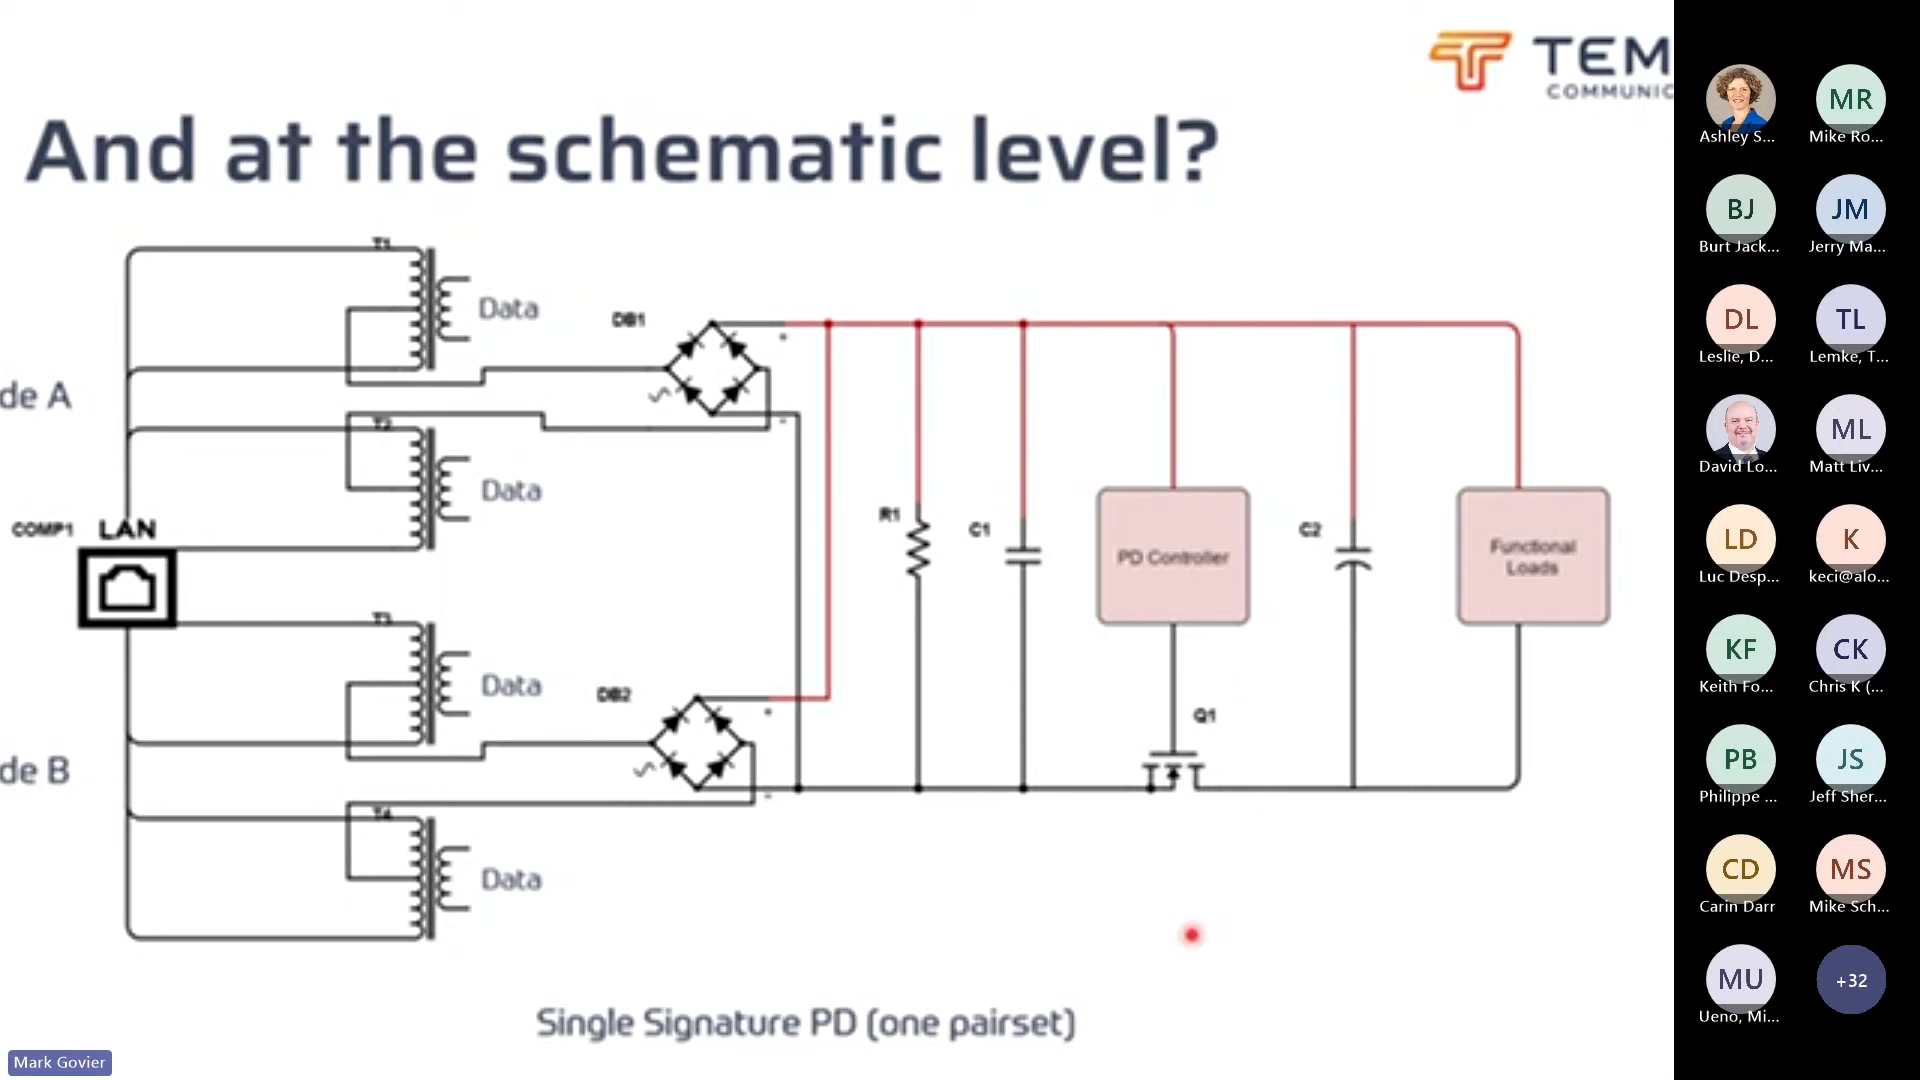 TEM
COMMUNIC
And at the schematic level?
T1
Data
DB1
+
de A
-
T2
Data
R1
C1
C2
COMP1 LAN
PD Controller
Functional
Loads
T3
Data
DB2
+
Q1
de B
-
T4
Data
Single Signature PD (one pairset)
Mark Govier
Ashley S...
MR
Mike Ro...
BJ
Burt Jack...
JM
Jerry Ma...
DL
Leslie, D...
TL
Lemke, T...
David Lo...
ML
Matt Liv...
LD
Luc Desp...
K
keci@alo...
KF
Keith Fo...
CK
Chris K (...
PB
Philippe ...
JS
Jeff Sher...
CD
Carin Darr
MS
Mike Sch...
MU
Ueno, Mi...
+32